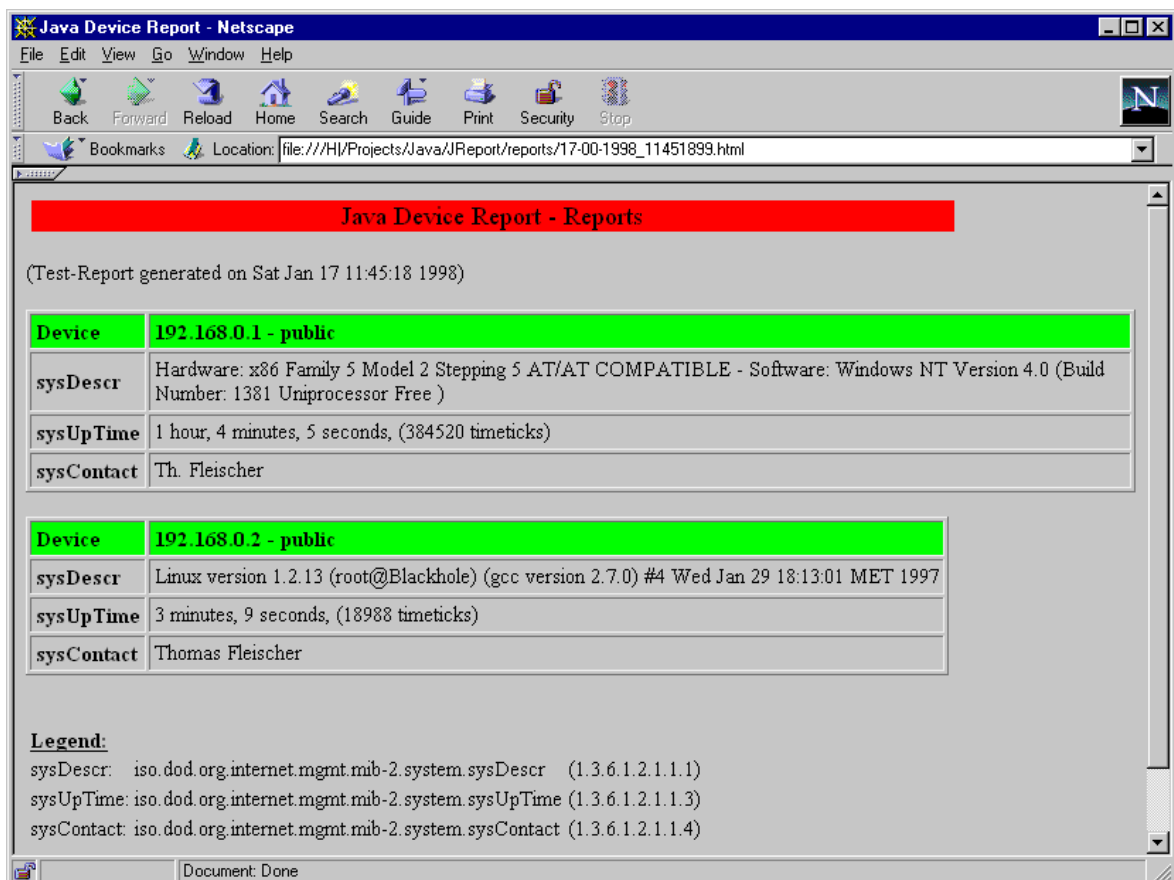 Java Device Report - Netscape
File Edit View Go Window Help
Back Forward Reload Home Search Guide Print Security Stop
N
Bookmarks Location: file:///H|/Projects/Java/JReport/reports/17-00-1998_11451899.html
Java Device Report - Reports
(Test-Report generated on Sat Jan 17 11:45:18 1998)
Device 192.168.0.1 - public
sysDescr Hardware: x86 Family 5 Model 2 Stepping 5 AT/AT COMPATIBLE - Software: Windows NT Version 4.0 (Build
Number: 1381 Uniprocessor Free )
sysUpTime 1 hour, 4 minutes, 5 seconds, (384520 timeticks)
sysContact Th. Fleischer
Device 192.168.0.2 - public
sysDescr Linux version 1.2.13 (root@Blackhole) (gcc version 2.7.0) #4 Wed Jan 29 18:13:01 MET 1997
sysUpTime 3 minutes, 9 seconds, (18988 timeticks)
sysContact Thomas Fleischer
Legend:
sysDescr: iso.dod.org.internet.mgmt.mib-2.system.sysDescr (1.3.6.1.2.1.1.1)
sysUpTime: iso.dod.org.internet.mgmt.mib-2.system.sysUpTime (1.3.6.1.2.1.1.3)
sysContact: iso.dod.org.internet.mgmt.mib-2.system.sysContact (1.3.6.1.2.1.1.4)
Document: Done